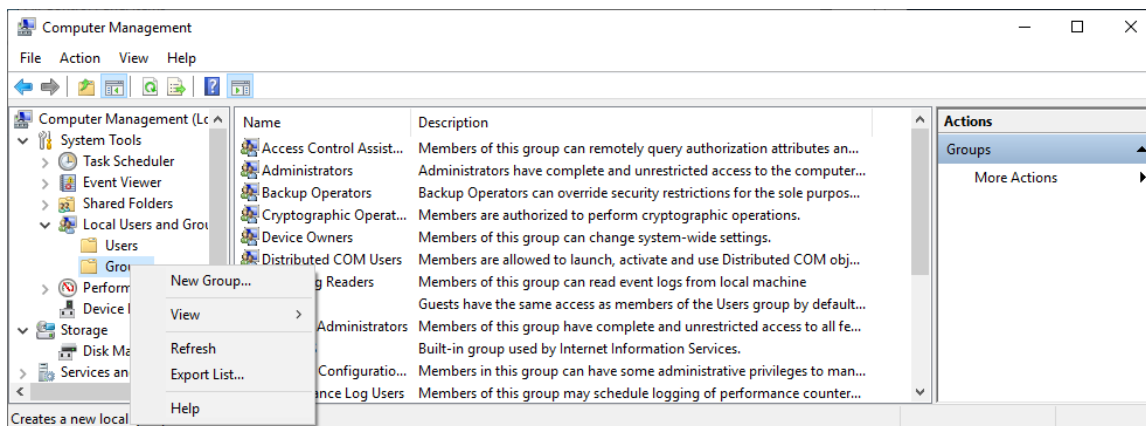 Computer Management
File Action View Help
Computer Management (Lc
System Tools
Task Scheduler
Event Viewer
Shared Folders
Local Users and Grou
Users
Grou
Perform
Device
Storage
Disk Ma
Services an
New Group...
View
Refresh
Export List...
Help
Name Description
Access Control Assist... Members of this group can remotely query authorization attributes an...
Administrators Administrators have complete and unrestricted access to the computer...
Backup Operators Backup Operators can override security restrictions for the sole purpos...
Cryptographic Operat... Members are authorized to perform cryptographic operations.
Device Owners Members of this group can change system-wide settings.
Distributed COM Users Members are allowed to launch, activate and use Distributed COM obj...
g Readers Members of this group can read event logs from local machine
Guests have the same access as members of the Users group by default...
Administrators Members of this group have complete and unrestricted access to all fe...
Built-in group used by Internet Information Services.
Configuratio... Members in this group can have some administrative privileges to man...
ance Log Users Members of this group may schedule logging of performance counter...
Actions
Groups
More Actions
Creates a new local